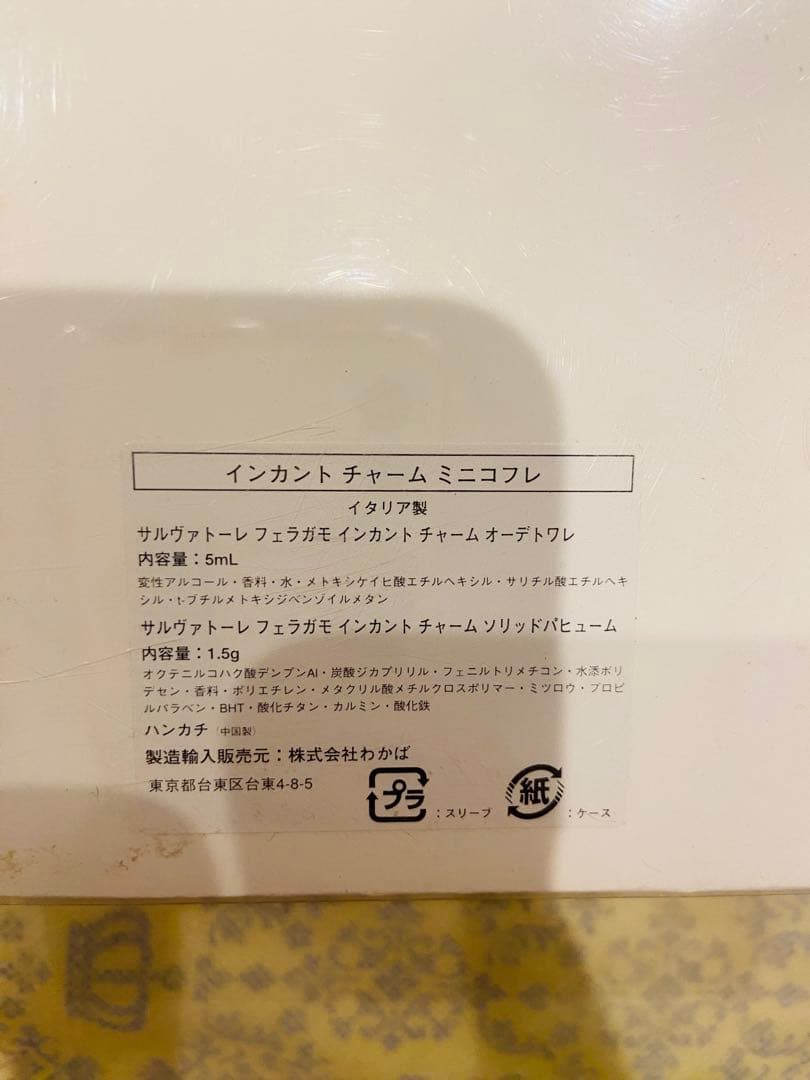 インカント チャーム ミニコフレ
イタリア製
サルヴァトーレ フェラガモ インカント チャーム オーデトワレ
内容量：5mL
変性アルコール・香料・水・メトキシケイヒ酸エチルヘキシル・サリチル酸エチルヘキ
シル・t-ブチルメトキシジベンゾイルメタン
サルヴァトーレ フェラガモ インカント チャーム ソリッドパヒューム
内容量：1.5g
オクテニルコハク酸デンプンAl・炭酸ジカプリリル・フェニルトリメチコン・水添ポリ
デセン・香料・ポリエチレン・メタクリル酸メチルクロスポリマー・ミツロウ・プロピ
ルパラベン・BHT・酸化チタン・カルミン・酸化鉄
ハンカチ（中国製）
製造輸入販売元：株式会社わかば
東京都台東区台東4-8-5
プラ ：スリーブ 紙 ：ケース